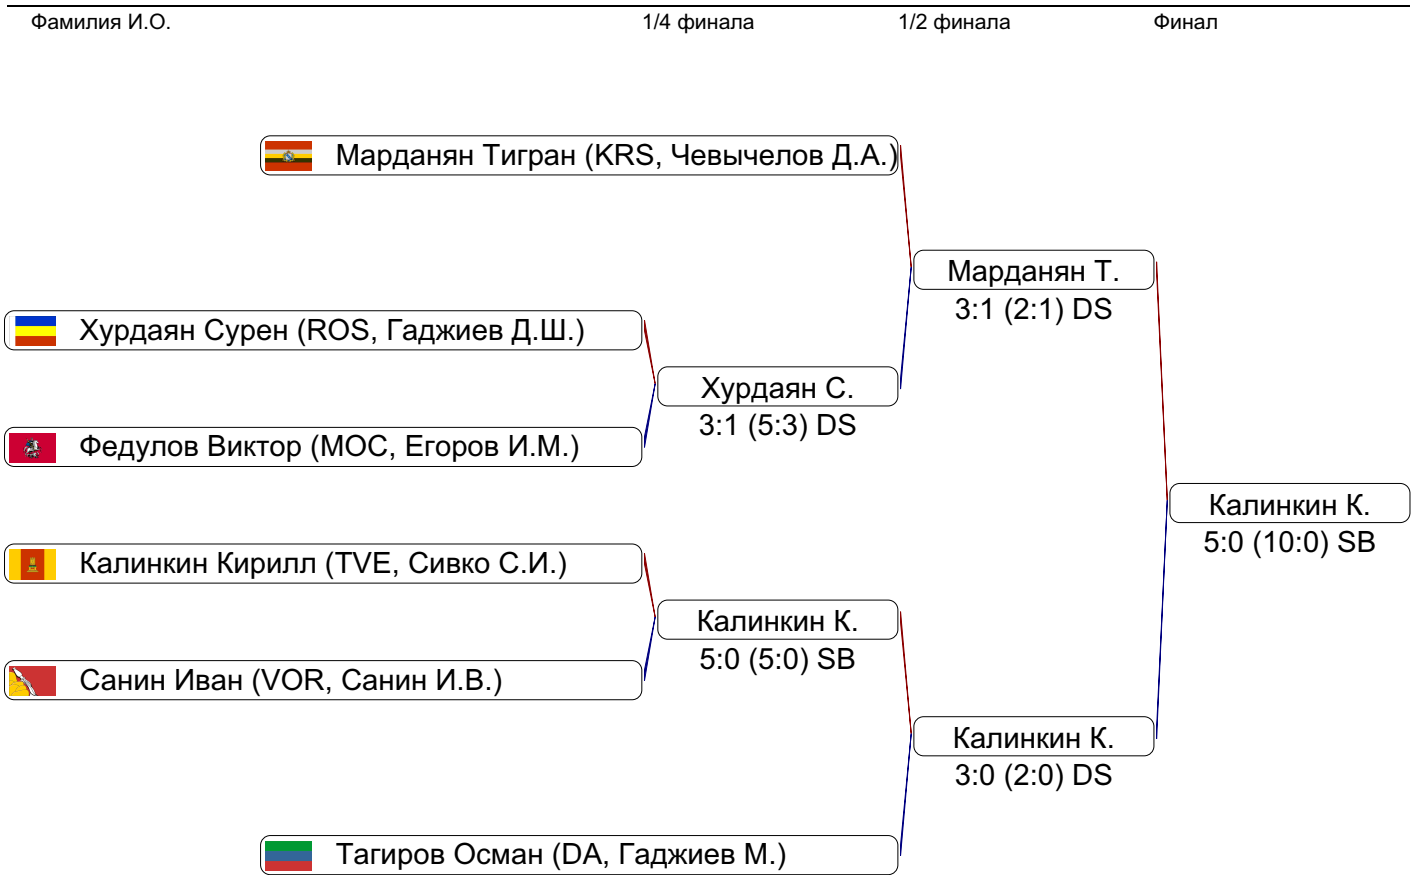 Фамилия И.О. 1/4 финала 1/2 финала Финал
Марданян Тигран (KRS, Чевычелов Д.А.)
Марданян Т.
3:1 (2:1) DS
Хурдаян Сурен (ROS, Гаджиев Д.Ш.)
Хурдаян С.
3:1 (5:3) DS
Федулов Виктор (МОС, Егоров И.М.)
Калинкин К.
5:0 (10:0) SB
Калинкин Кирилл (TVE, Сивко С.И.)
Калинкин К.
5:0 (5:0) SB
Санин Иван (VOR, Санин И.В.)
Калинкин К.
3:0 (2:0) DS
Тагиров Осман (DA, Гаджиев М.)